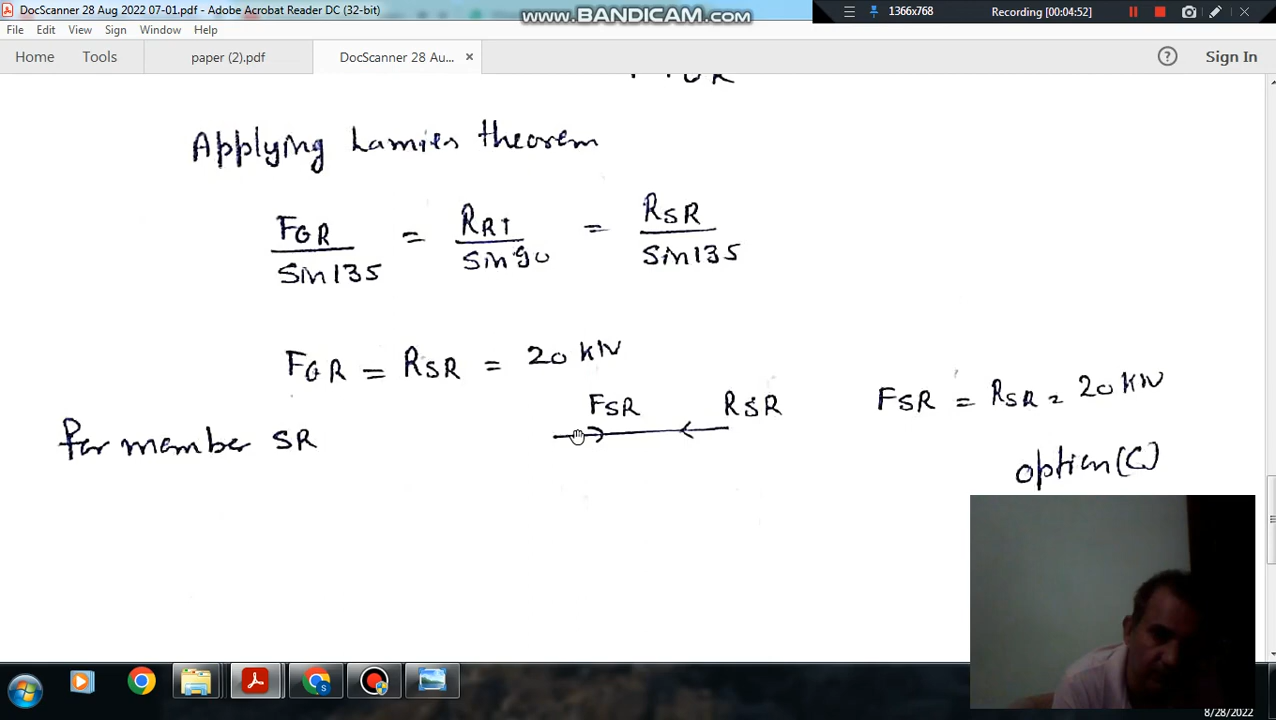 DocScanner 28 Aug 2022 07-01.pdf - Adobe Acrobat Reader DC (32-bit)
www.BANDICAM.com
1366x768
Recording [00:04:52]
File Edit View Sign Window Help
Home Tools paper (2).pdf DocScanner 28 Au... × Sign In
Applying Lamies theorem
FQR / Sin135 = RRT / Sin90 = RSR / Sin135
FQR = RSR = 20 kN
FSR RSR FSR = RSR = 20 kN
For member SR
option (C)
8/28/2022